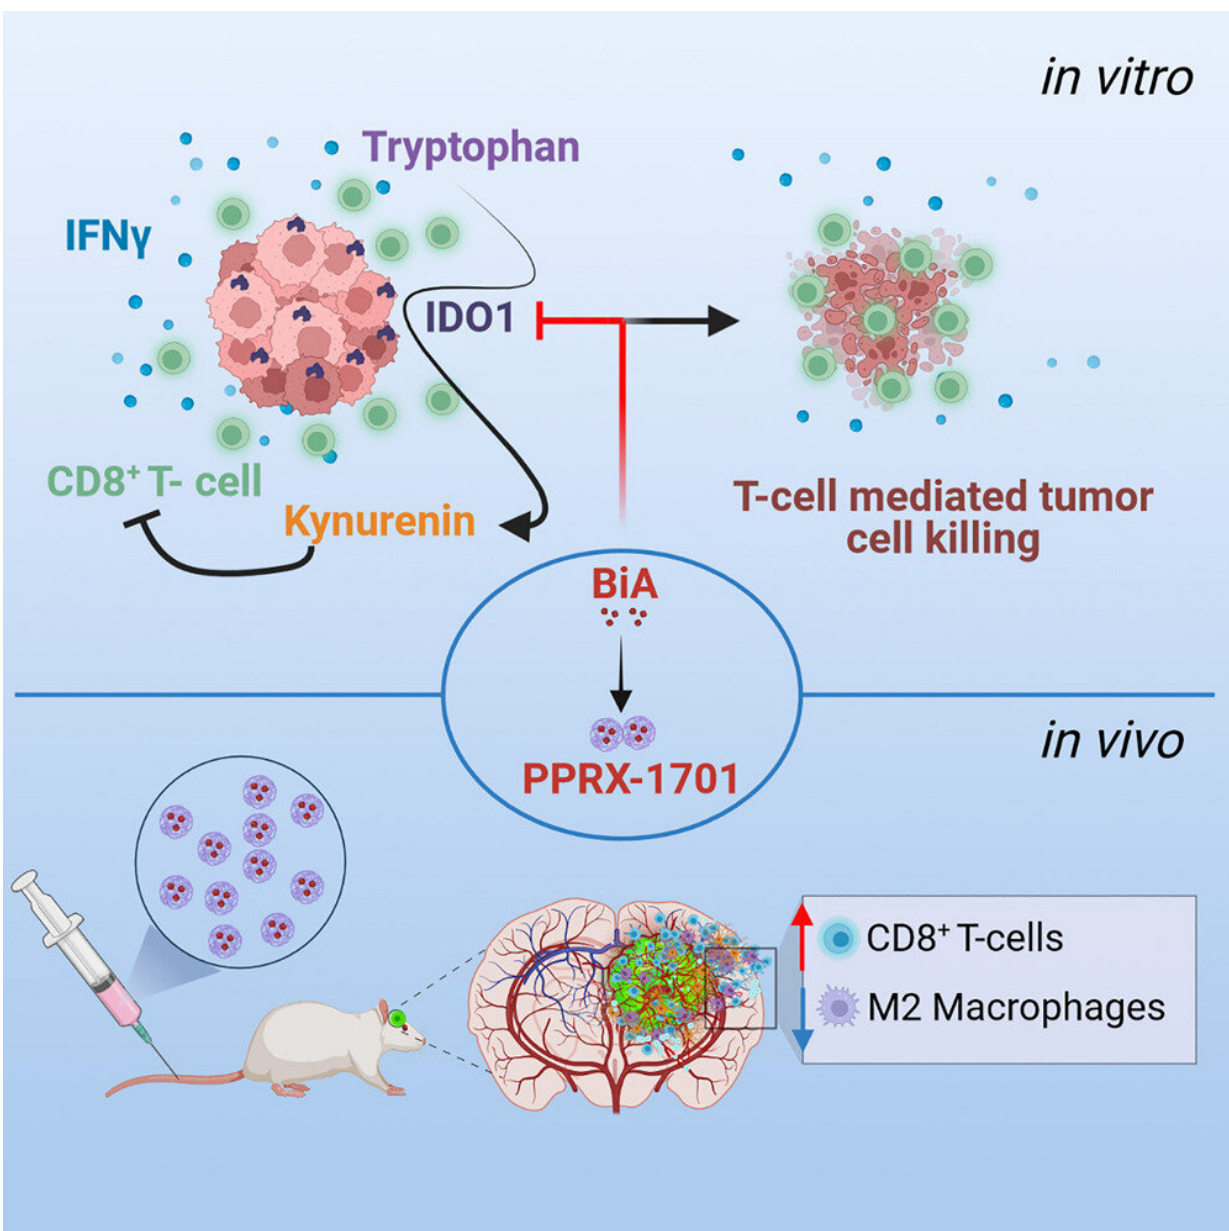 in vitro
Tryptophan
IFNγ
IDO1
CD8⁺ T- cell
Kynurenin
T-cell mediated tumor
cell killing
BiA
PPRX-1701
in vivo
CD8⁺ T-cells
M2 Macrophages